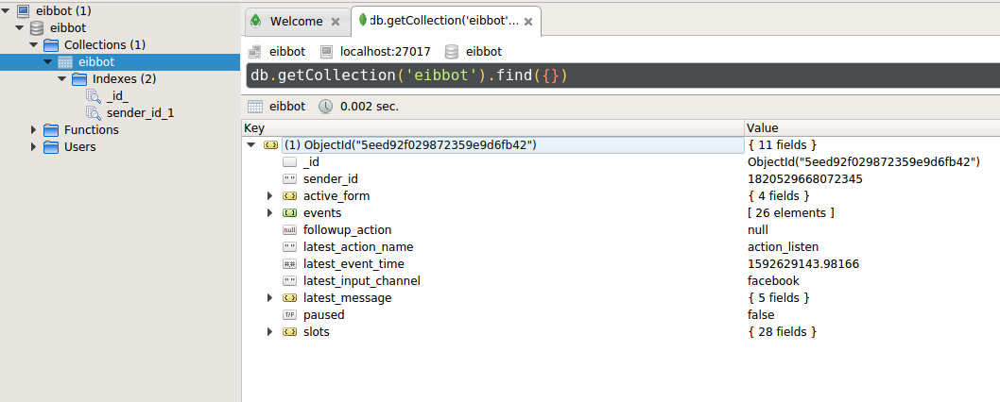 eibbot (1)
eibbot
Collections (1)
eibbot
Indexes (2)
_id_
sender_id_1
Functions
Users
Welcome
db.getCollection('eibbot'...
eibbot localhost:27017 eibbot
db.getCollection('eibbot').find({})
eibbot 0.002 sec.
Key Value
(1) ObjectId("5eed92f029872359e9d6fb42") { 11 fields }
_id ObjectId("5eed92f029872359e9d6fb42")
" " sender_id 1820529668072345
active_form { 4 fields }
events [ 26 elements ]
null followup_action null
" " latest_action_name action_listen
## latest_event_time 1592629143.98166
" " latest_input_channel facebook
latest_message { 5 fields }
T/F paused false
slots { 28 fields }